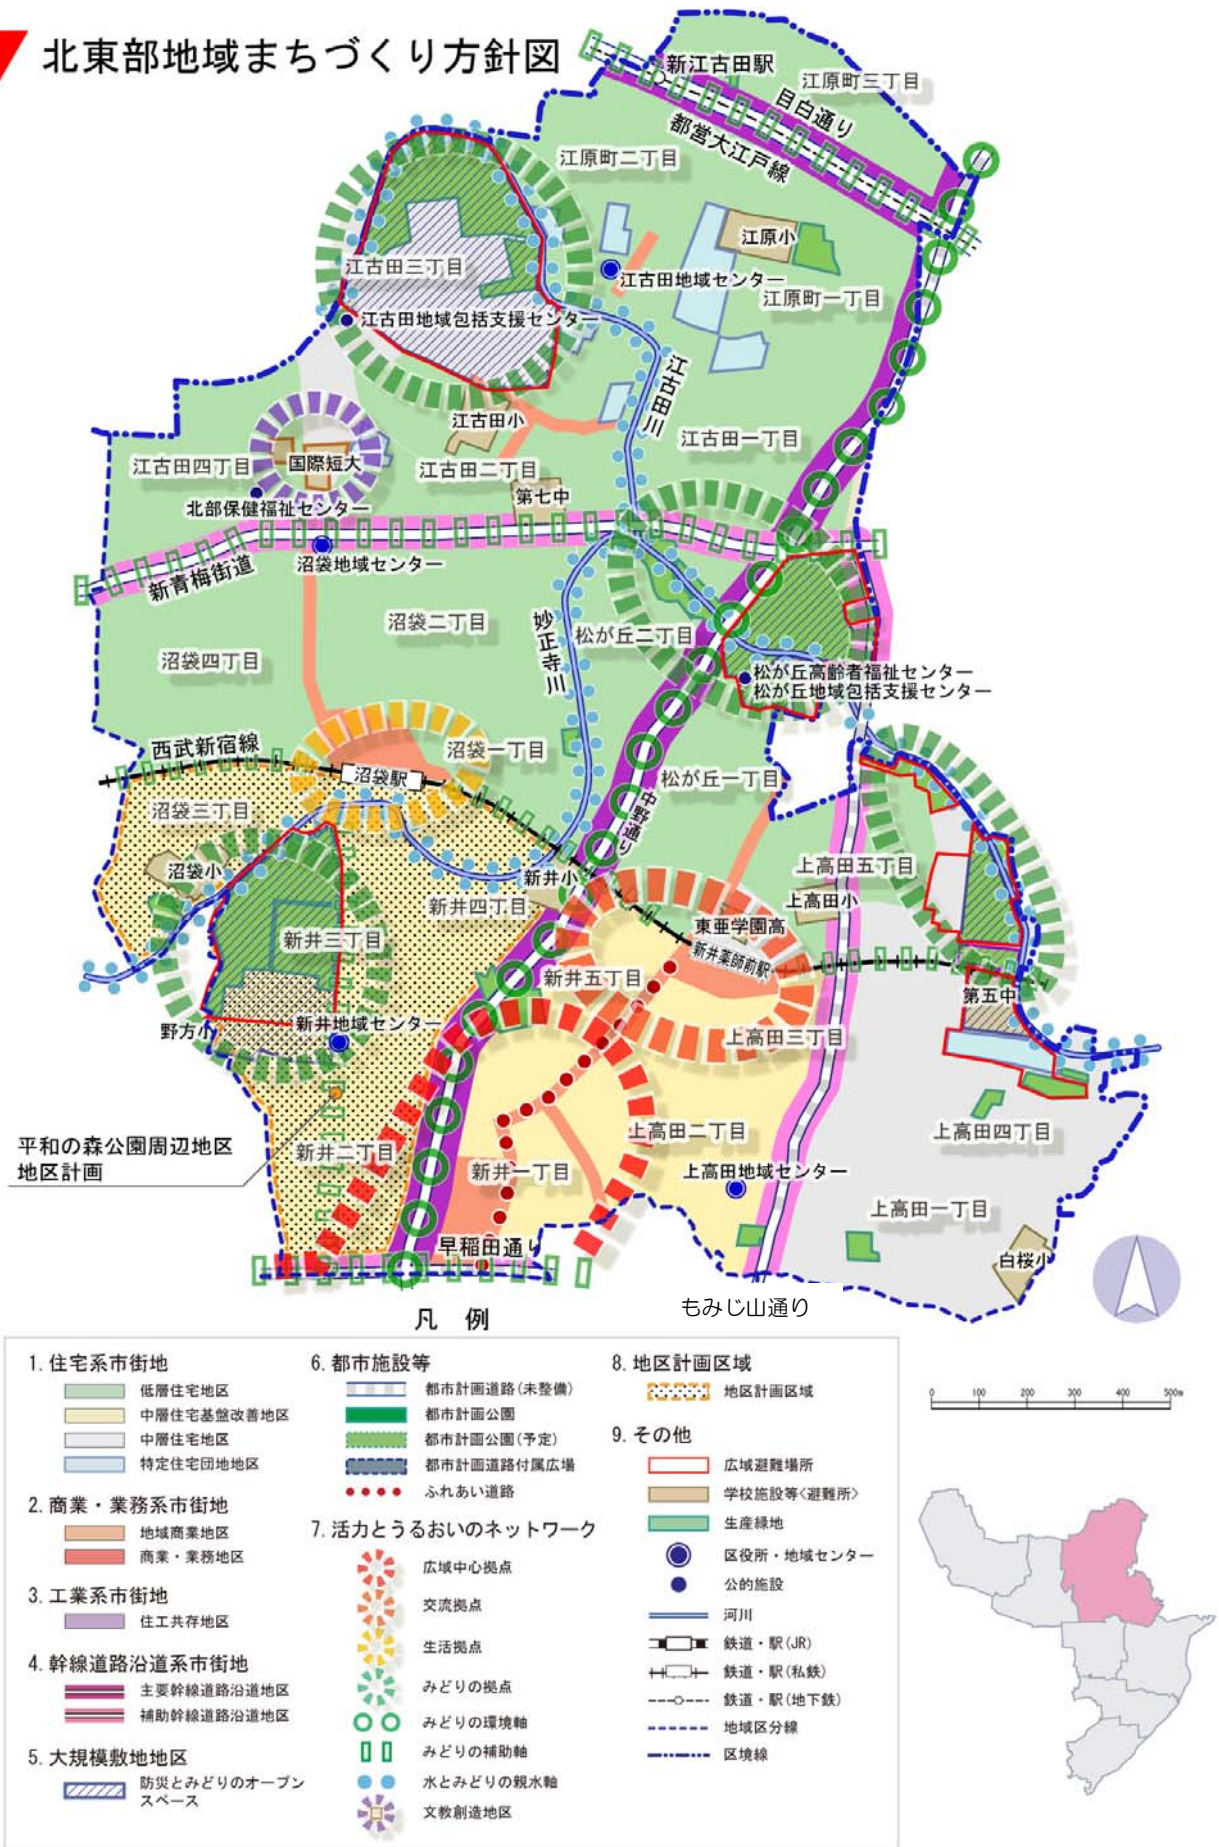 北東部地域まちづくり方針図
新江古田駅
江原町三丁目
目白通り
都営大江戸線
江原町二丁目
江原小
江古田三丁目
江古田地域センター
江原町一丁目
江古田地域包括支援センター
江古田川
江古田小
江古田一丁目
江古田四丁目
国際短大
江古田二丁目
第七中
北部保健福祉センター
沼袋地域センター
新青梅街道
沼袋二丁目
妙正寺川
松が丘二丁目
沼袋四丁目
松が丘高齢者福祉センター
松が丘地域包括支援センター
西武新宿線
沼袋一丁目
沼袋駅
松が丘一丁目
中野通り
沼袋三丁目
沼袋小
新井小
上高田五丁目
新井四丁目
上高田小
東亜学園高
新井三丁目
新井薬師前駅
新井五丁目
第五中
野方小
新井地域センター
上高田三丁目
平和の森公園周辺地区
地区計画
新井二丁目
新井一丁目
上高田二丁目
上高田四丁目
上高田地域センター
上高田一丁目
早稲田通り
白桜小
もみじ山通り
凡 例
1. 住宅系市街地
低層住宅地区
中層住宅基盤改善地区
中層住宅地区
特定住宅団地地区
2. 商業・業務系市街地
地域商業地区
商業・業務地区
3. 工業系市街地
住工共存地区
4. 幹線道路沿道系市街地
主要幹線道路沿道地区
補助幹線道路沿道地区
5. 大規模敷地地区
防災とみどりのオープン
スペース
6. 都市施設等
都市計画道路(未整備)
都市計画公園
都市計画公園(予定)
都市計画道路付属広場
ふれあい道路
7. 活力とうるおいのネットワーク
広域中心拠点
交流拠点
生活拠点
みどりの拠点
みどりの環境軸
みどりの補助軸
水とみどりの親水軸
文教創造地区
8. 地区計画区域
地区計画区域
9. その他
広域避難場所
学校施設等<避難所>
生産緑地
区役所・地域センター
公的施設
河川
鉄道・駅(JR)
鉄道・駅(私鉄)
鉄道・駅(地下鉄)
地域区分線
区境線
0 100 200 300 400 500m